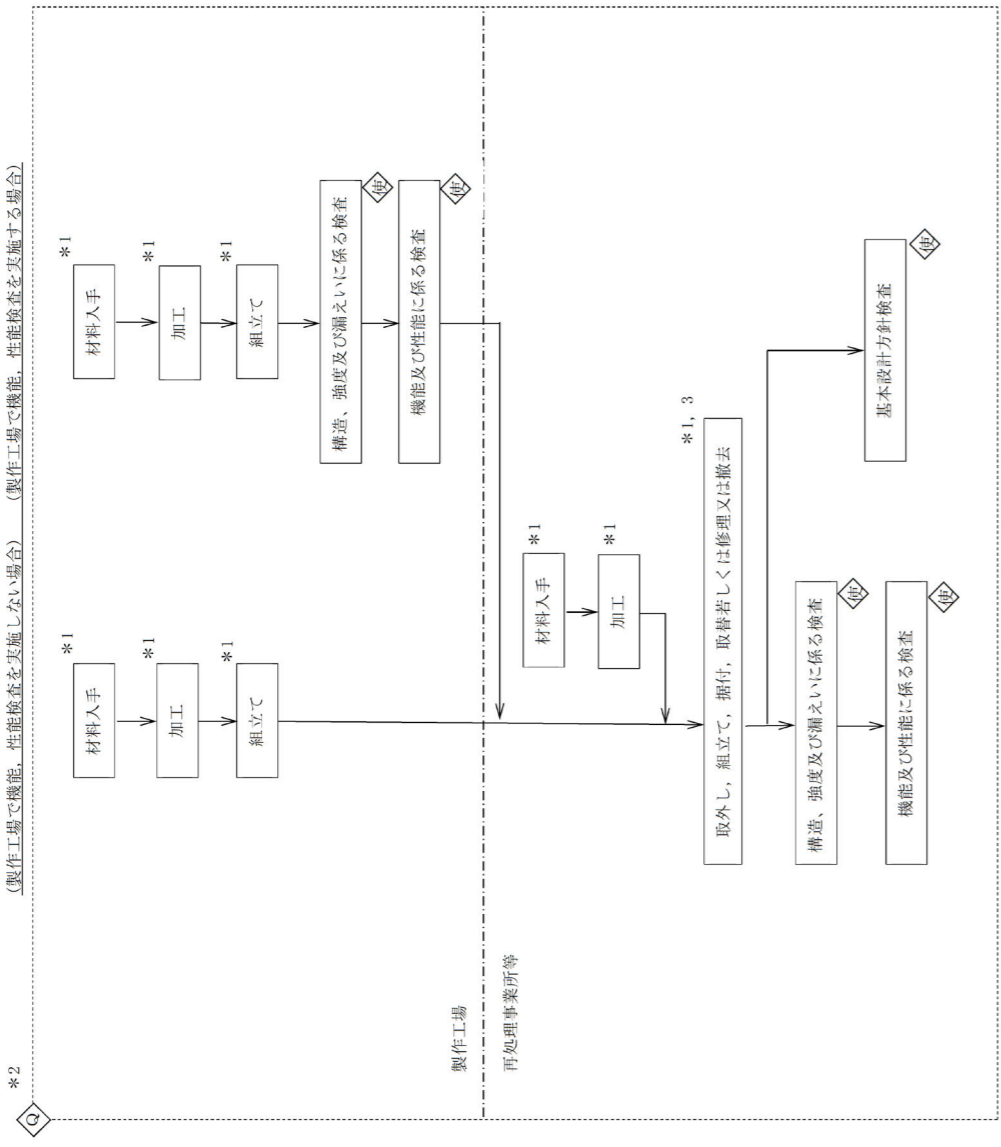 *2
(製作工場で機能，性能検査を実施しない場合)
(製作工場で機能，性能検査を実施する場合)
Q
材料入手
*1
加工
*1
組立て
*1
材料入手
*1
加工
*1
組立て
*1
構造、強度及び漏えいに係る検査
使
機能及び性能に係る検査
使
製作工場
再処理事業所等
材料入手
*1
加工
*1
取外し，組立て，据付，取替若しくは修理又は撤去
*1, 3
構造、強度及び漏えいに係る検査
使
機能及び性能に係る検査
使
基本設計方針検査
使